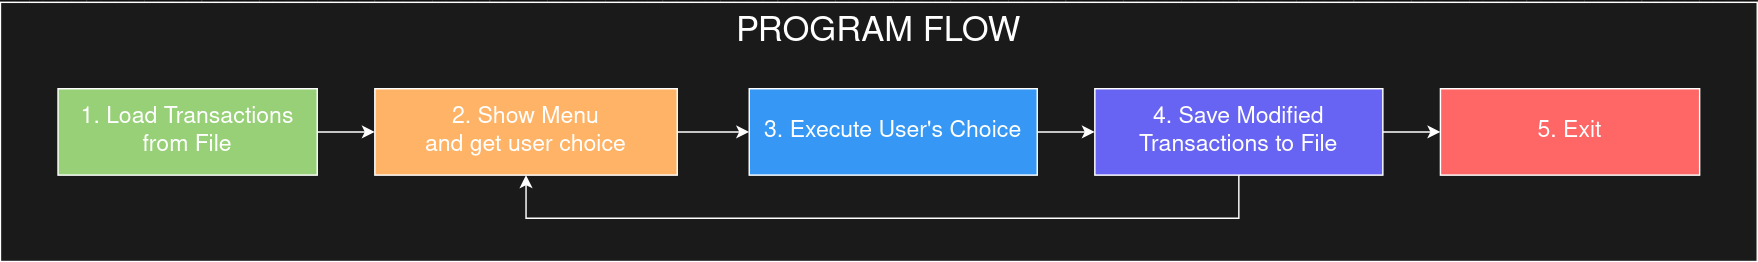 PROGRAM FLOW
1. Load Transactions
from File
2. Show Menu
and get user choice
3. Execute User's Choice
4. Save Modified
Transactions to File
5. Exit